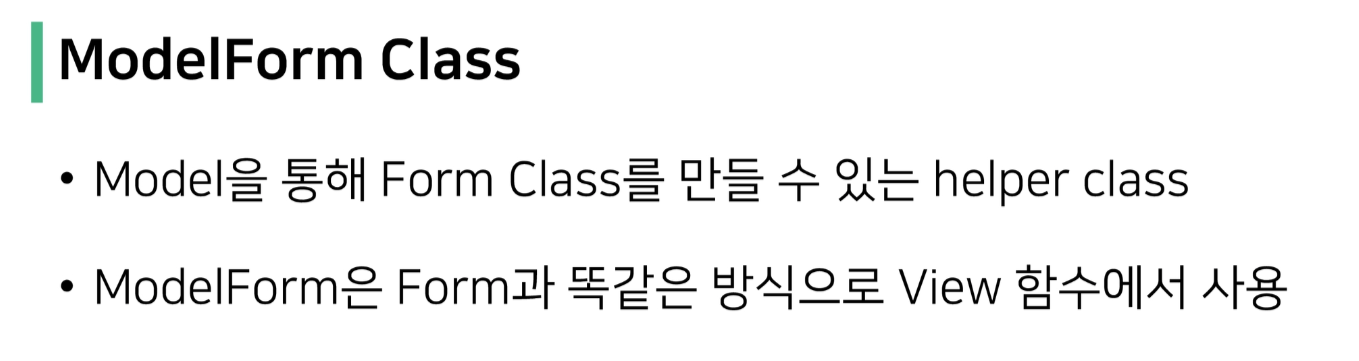 ModelForm Class
• Model을 통해 Form Class를 만들 수 있는 helper class
• ModelForm은 Form과 똑같은 방식으로 View 함수에서 사용